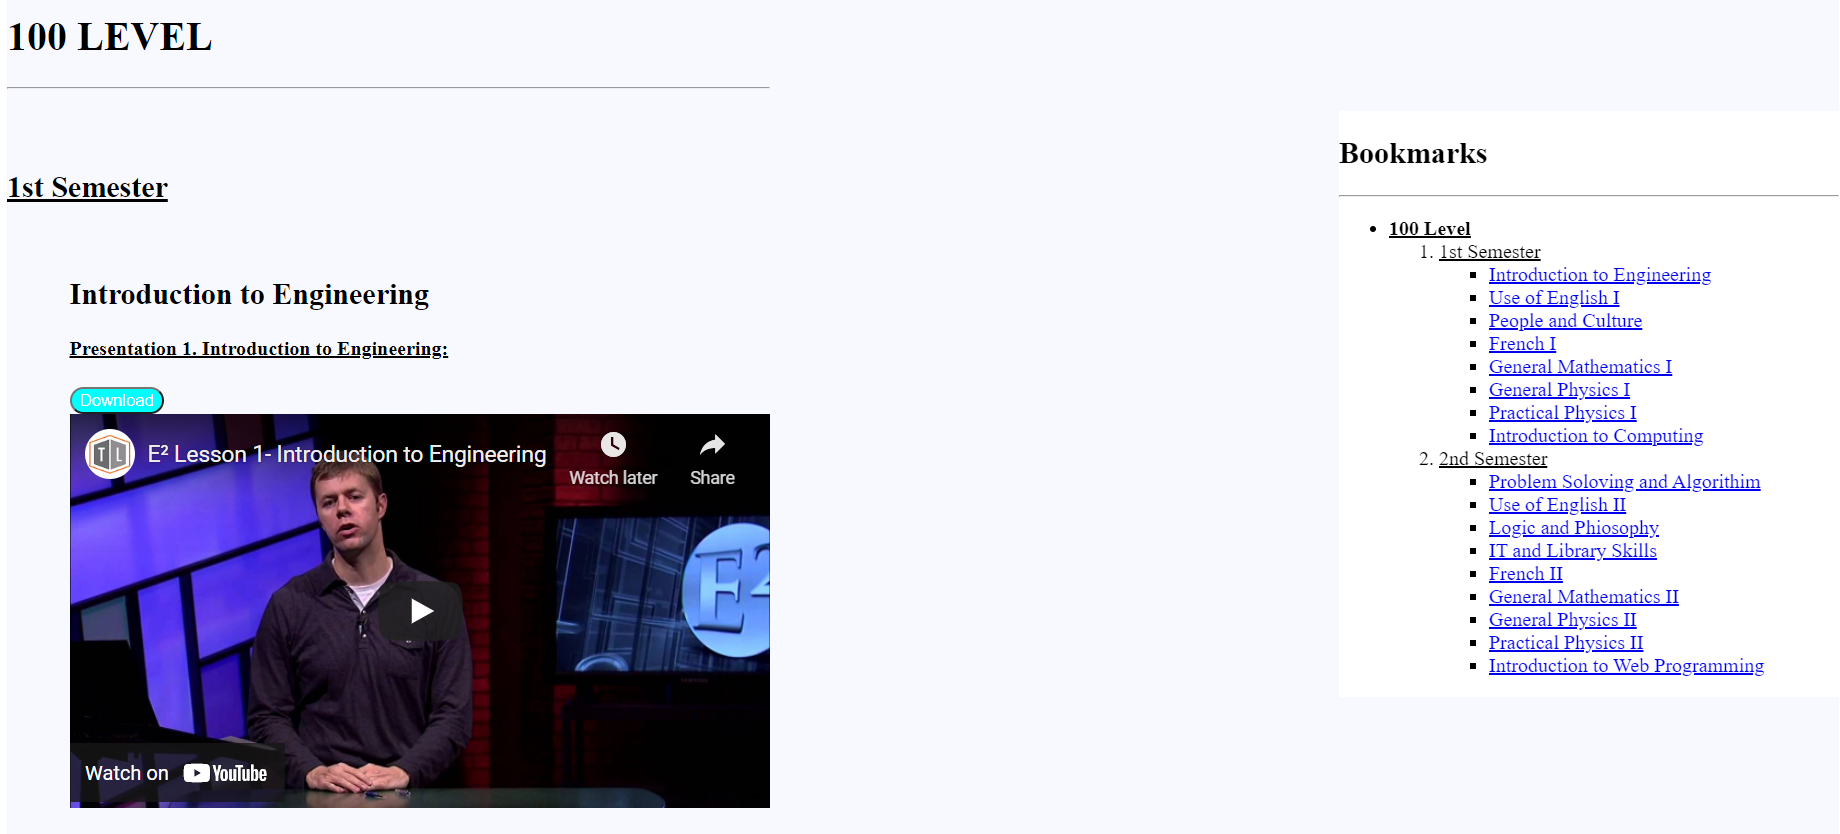 100 LEVEL
1st Semester
Introduction to Engineering
Presentation 1. Introduction to Engineering:
Download
TL
E² Lesson 1- Introduction to Engineering
Watch later
Share
E²
Watch on YouTube
Bookmarks
100 Level
1. 1st Semester
Introduction to Engineering
Use of English I
People and Culture
French I
General Mathematics I
General Physics I
Practical Physics I
Introduction to Computing
2. 2nd Semester
Problem Soloving and Algorithim
Use of English II
Logic and Phiosophy
IT and Library Skills
French II
General Mathematics II
General Physics II
Practical Physics II
Introduction to Web Programming